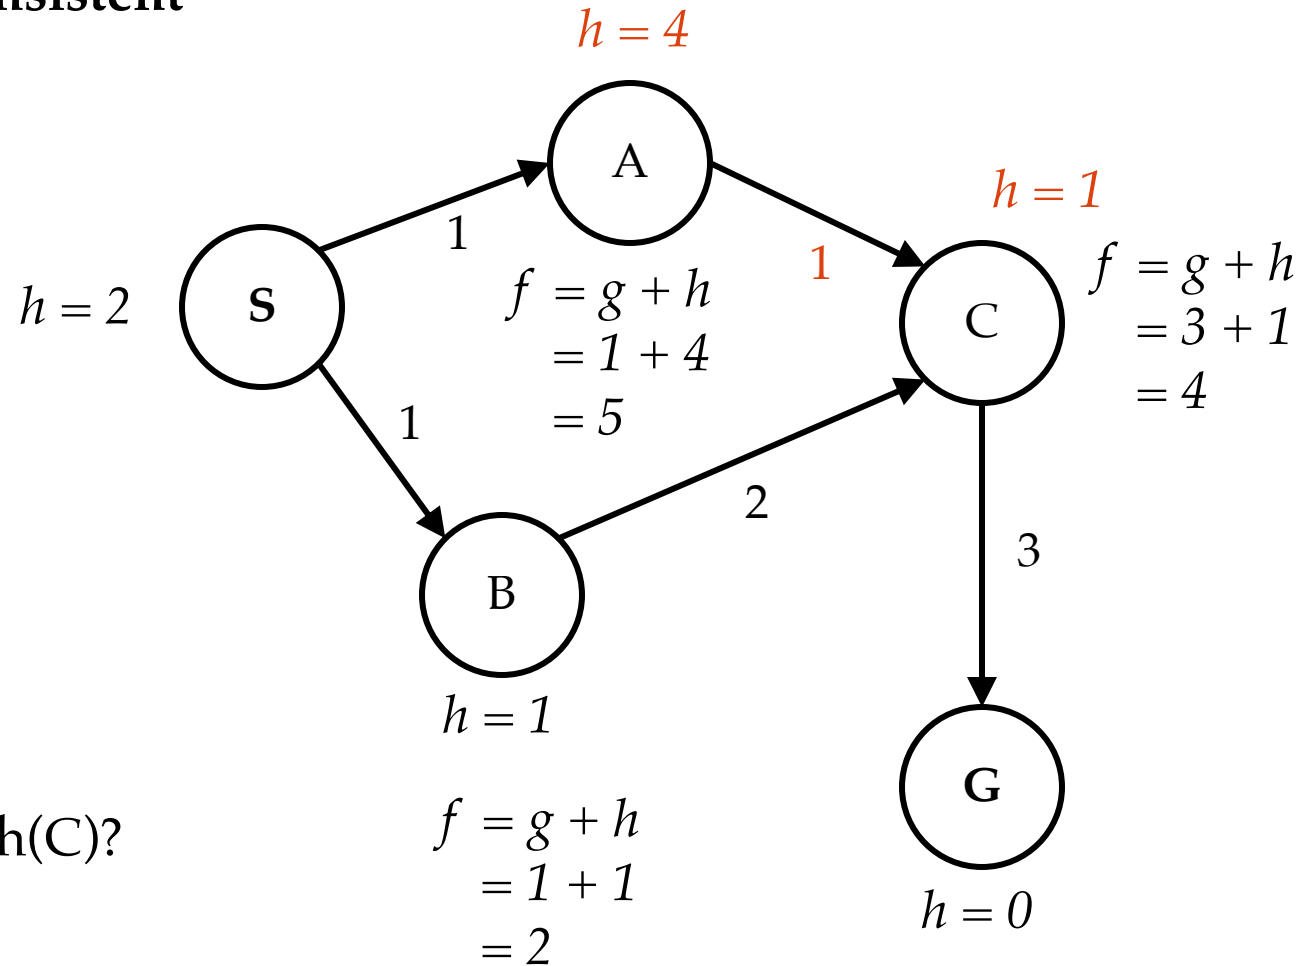 nsistent
h = 4
A
h = 1
1
1
f = g + h
= 3 + 1
= 4
S
h = 2
f = g + h
= 1 + 4
= 5
C
1
2
3
B
h = 1
G
h(C)?
f = g + h
= 1 + 1
= 2
h = 0